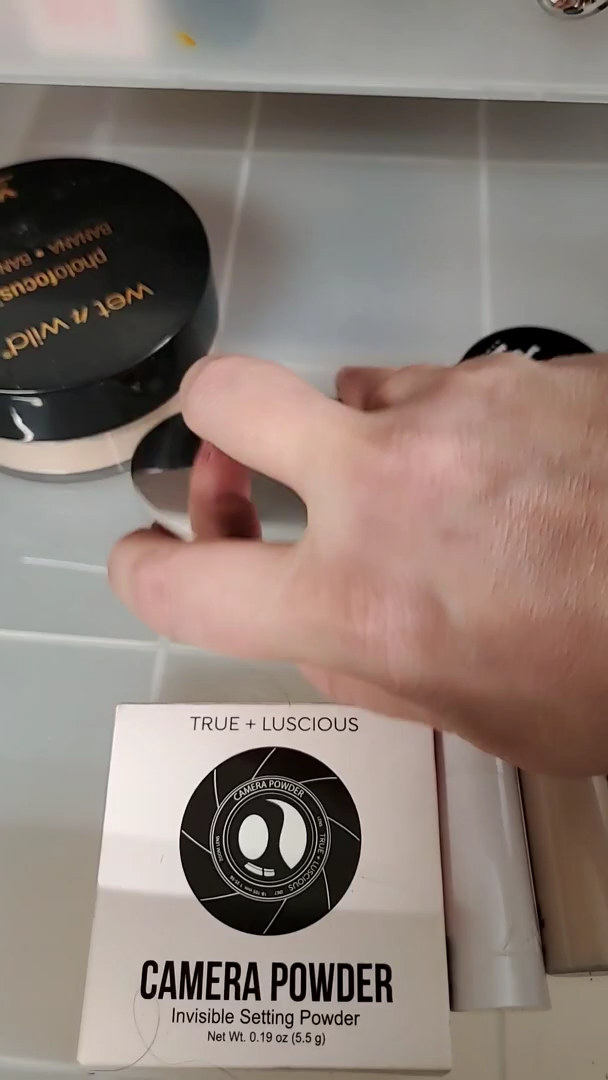 wet n wild®
photofocus
BANANA • BAN
TRUE + LUSCIOUS
CAMERA POWDER
TRUE + LUSCIOUS
CAMERA POWDER
Invisible Setting Powder
Net Wt. 0.19 oz (5.5 g)